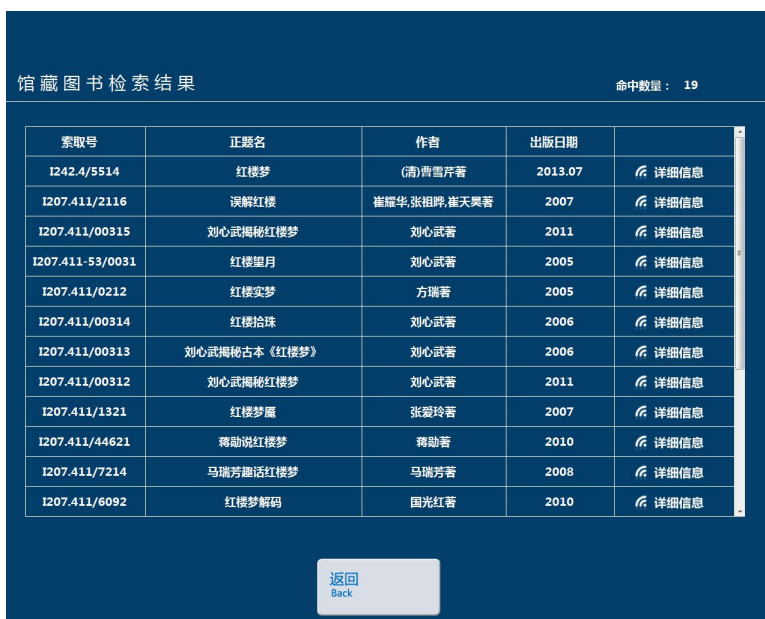 馆藏图书检索结果 命中数量： 19
索取号 正题名 作者 出版日期
I242.4/5514 红楼梦 (清)曹雪芹著 2013.07 详细信息
I207.411/2116 误解红楼 崔耀华,张祖晔,崔天昊著 2007 详细信息
I207.411/00315 刘心武揭秘红楼梦 刘心武著 2011 详细信息
I207.411-53/0031 红楼望月 刘心武著 2005 详细信息
I207.411/0212 红楼实梦 方瑞著 2005 详细信息
I207.411/00314 红楼拾珠 刘心武著 2006 详细信息
I207.411/00313 刘心武揭秘古本《红楼梦》 刘心武著 2006 详细信息
I207.411/00312 刘心武揭秘红楼梦 刘心武著 2011 详细信息
I207.411/1321 红楼梦魇 张爱玲著 2007 详细信息
I207.411/44621 蒋勋说红楼梦 蒋勋著 2010 详细信息
I207.411/7214 马瑞芳趣话红楼梦 马瑞芳著 2008 详细信息
I207.411/6092 红楼梦解码 国光红著 2010 详细信息
返回
Back